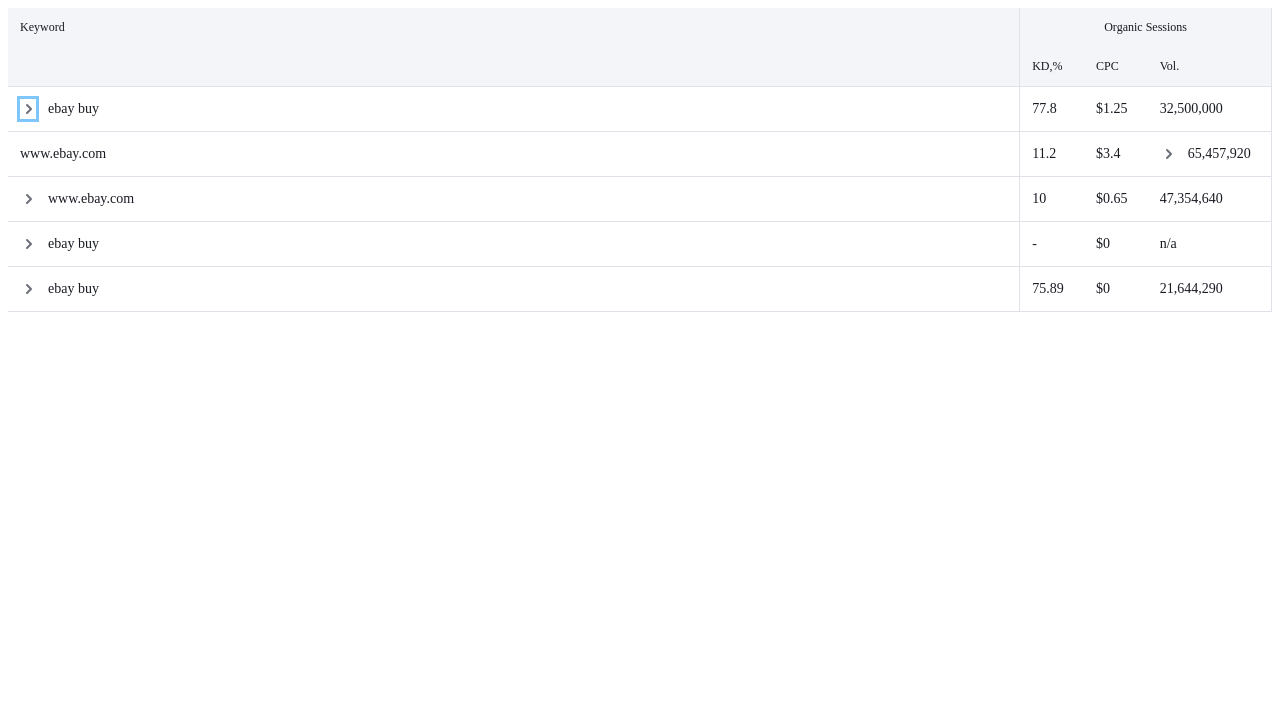 Keyword Organic Sessions
KD,% CPC Vol.
ebay buy 77.8 $1.25 32,500,000
www.ebay.com 11.2 $3.4 65,457,920
www.ebay.com 10 $0.65 47,354,640
ebay buy - $0 n/a
ebay buy 75.89 $0 21,644,290